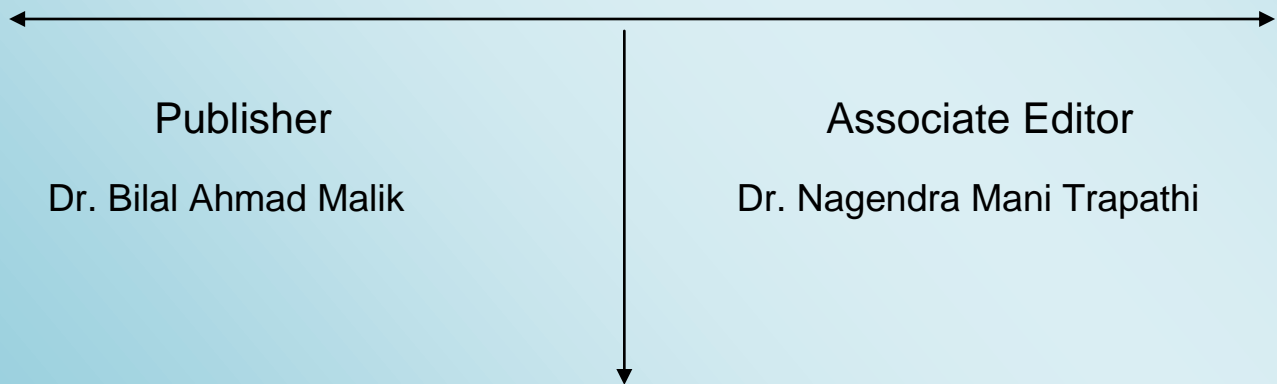 Publisher
Associate Editor
Dr. Bilal Ahmad Malik
Dr. Nagendra Mani Trapathi